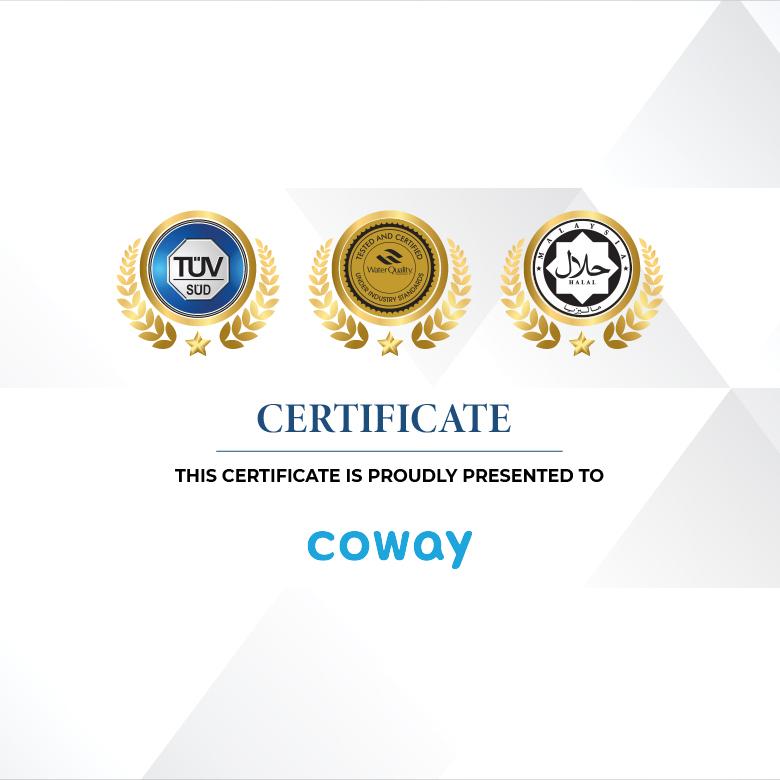 TÜV
SÜD
TESTED AND CERTIFIED
Water Quality
UNDER INDUSTRY STANDARDS
MALAYSIA
حلال
HALAL
ماليزيا
CERTIFICATE
THIS CERTIFICATE IS PROUDLY PRESENTED TO
coway